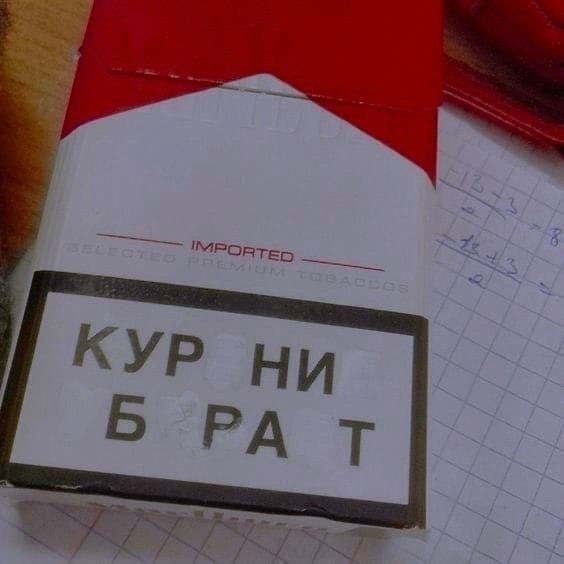 IMPORTED
SELECTED PREMIUM TOBACCOS
КУР НИ
Б РА Т